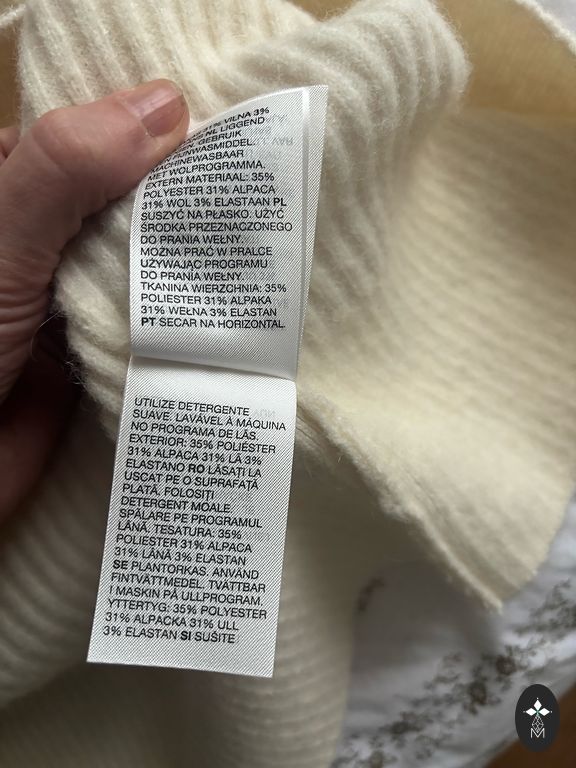 31% VILNA 3%
NL LIGGEND
GEBRUIK
FIJNWASMIDDEL.
MACHINEWASBAAR
MET WOLPROGRAMMA.
EXTERN MATERIAAL: 35%
POLYESTER 31% ALPACA
31% WOL 3% ELASTAAN PL
SUSZYĆ NA PŁASKO. UŻYĆ
ŚRODKA PRZEZNACZONEGO
DO PRANIA WEŁNY.
MOŻNA PRAĆ W PRALCE
UŻYWAJĄC PROGRAMU
DO PRANIA WEŁNY.
TKANINA WIERZCHNIA: 35%
POLIESTER 31% ALPAKA
31% WEŁNA 3% ELASTAN
PT SECAR NA HORIZONTAL.
UTILIZE DETERGENTE
SUAVE. LAVÁVEL À MÁQUINA
NO PROGRAMA DE LÃS.
EXTERIOR: 35% POLIÉSTER
31% ALPACA 31% LÃ 3%
ELASTANO RO LĂSAȚI LA
USCAT PE O SUPRAFAȚĂ
PLATĂ. FOLOSIȚI
DETERGENT MOALE.
SPĂLARE PE PROGRAMUL
LÂNĂ. TESATURA: 35%
POLIESTER 31% ALPACA
31% LÂNĂ 3% ELASTAN
SE PLANTORKAS. ANVÄND
FINTVÄTTMEDEL. TVÄTTBAR
I MASKIN PÅ ULLPROGRAM.
YTTERTYG: 35% POLYESTER
31% ALPACKA 31% ULL
3% ELASTAN SI SUŠITE
M